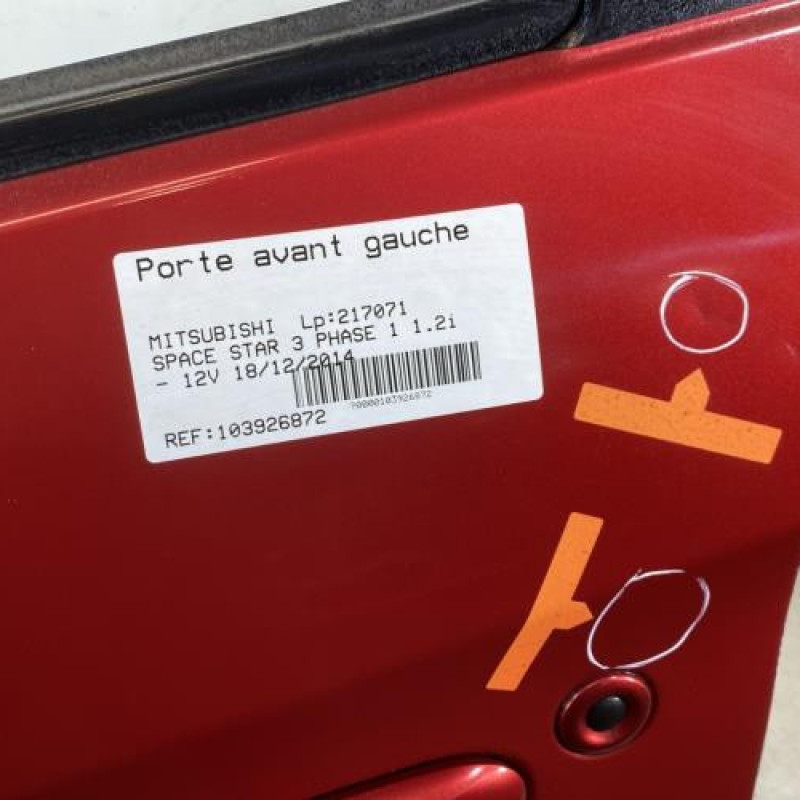 Porte avant gauche
MITSUBISHI Lp:217071
SPACE STAR 3 PHASE 1 1.2i
- 12V 18/12/2014
?0000103926872
REF:103926872